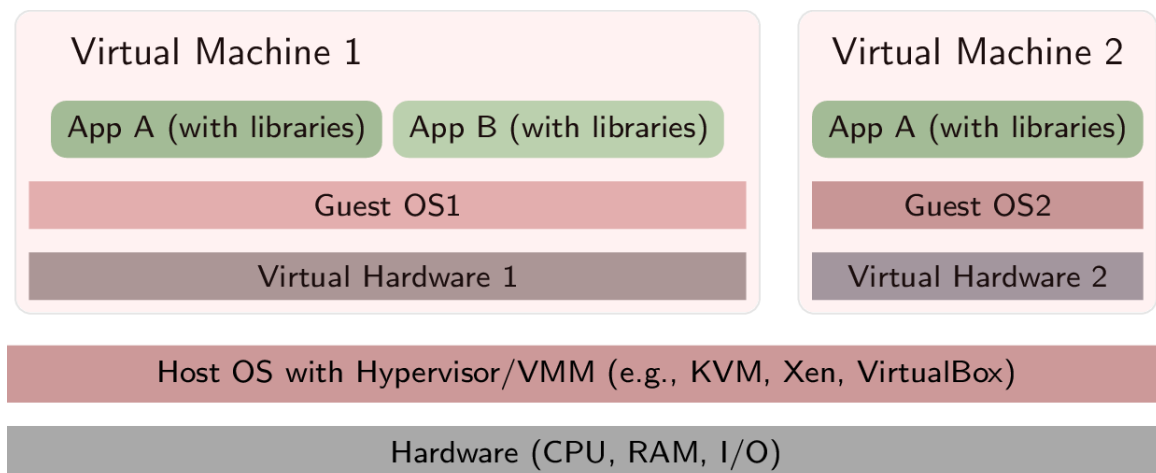 Virtual Machine 1
Virtual Machine 2
App A (with libraries)
App B (with libraries)
App A (with libraries)
Guest OS1
Guest OS2
Virtual Hardware 1
Virtual Hardware 2
Host OS with Hypervisor/VMM (e.g., KVM, Xen, VirtualBox)
Hardware (CPU, RAM, I/O)